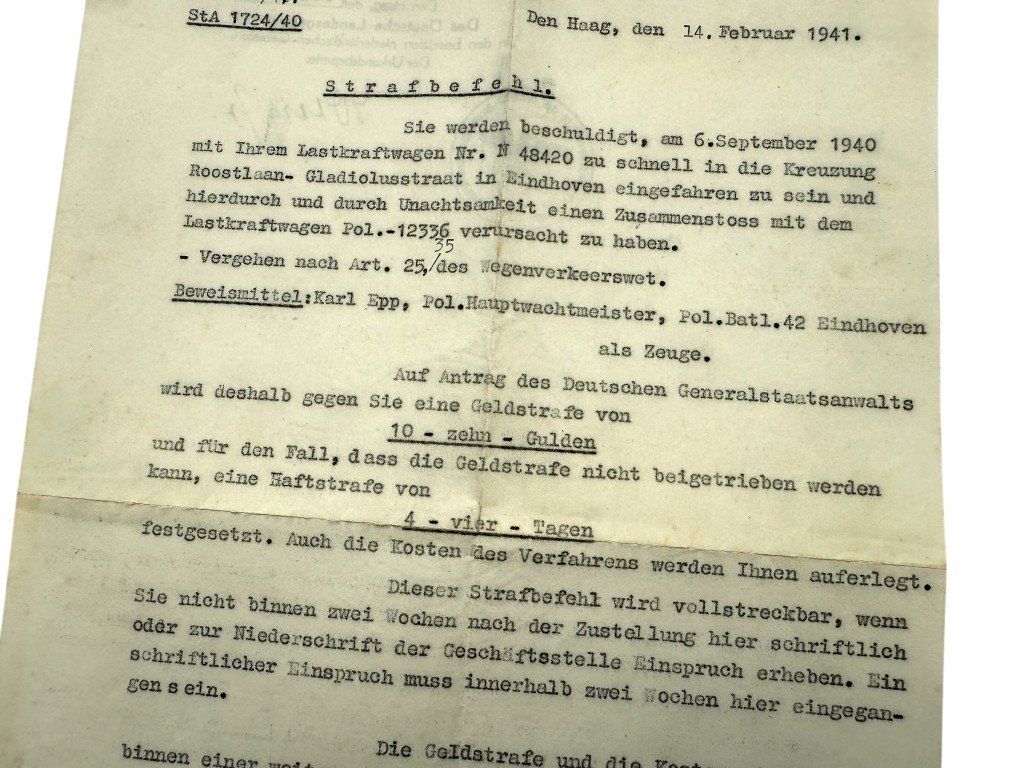 StA 1724/40
Den Haag, den 14. Februar 1941.
Strafbefehl.
Sie werden beschuldigt, am 6.September 1940
mit Ihrem Lastkraftwagen Nr. N 48420 zu schnell in die Kreuzung
Roostlaan- Gladiolusstraat in Eindhoven eingefahren zu sein und
hierdurch und durch Unachtsamkeit einen Zusammenstoss mit dem
Lastkraftwagen Pol.-12336 verursacht zu haben.
35
- Vergehen nach Art. 25,/des Wegenverkeerswet.
Beweismittel:Karl Epp, Pol.Hauptwachtmeister, Pol.Batl.42 Eindhoven
als Zeuge.
Auf Antrag des Deutschen Generalstaatsanwalts
wird deshalb gegen Sie eine Geldstrafe von
10 - zehn - Gulden
und für den Fall, dass die Geldstrafe nicht beigetrieben werden
kann, eine Haftstrafe von
4 - vier - Tagen
festgesetzt. Auch die Kosten des Verfahrens werden Ihnen auferlegt.
Dieser Strafbefehl wird vollstreckbar, wenn
Sie nicht binnen zwei Wochen nach der Zustellung hier schriftlich
oder zur Niederschrift der Geschäftsstelle Einspruch erheben. Ein
schriftlicher Einspruch muss innerhalb zwei Wochen hier eingegan-
gen sein.
Die Geldstrafe und die
binnen einer